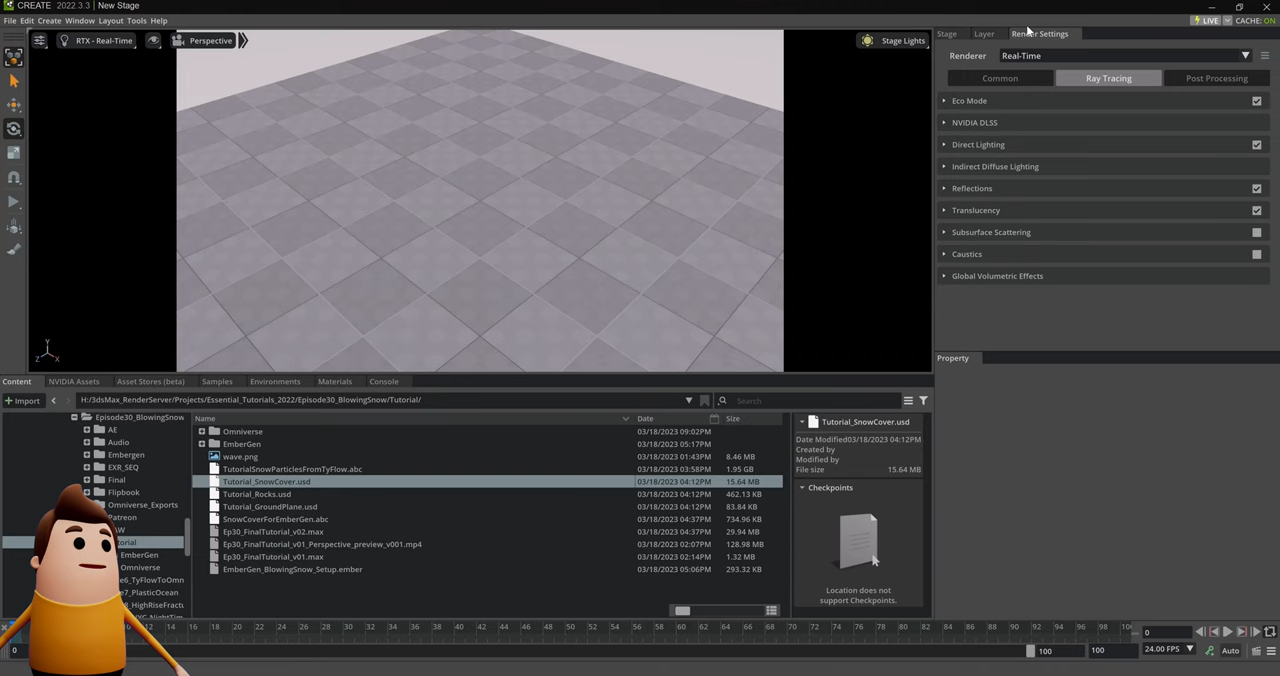 CREATE 2022.3.3 | New Stage
File Edit Create Window Layout Tools Help
LIVE CACHE: ON
RTX - Real-Time Perspective Stage Lights
Stage Layer Render Settings
Renderer Real-Time
Common Ray Tracing Post Processing
Eco Mode
NVIDIA DLSS
Direct Lighting
Indirect Diffuse Lighting
Reflections
Translucency
Subsurface Scattering
Caustics
Global Volumetric Effects
Y
Z X
Property
Content NVIDIA Assets Asset Stores (beta) Samples Environments Materials Console
Import H:/3dsMax_RenderServer/Projects/Essential_Tutorials_2022/Episode30_BlowingSnow/Tutorial/ Search
Episode30_BlowingSnow
AE
Audio
Embergen
EXR_SEQ
Final
Flipbook
Omniverse_Exports
Patreon
EmberGen
Omniverse
Name Date Size
Omniverse 03/18/2023 09:02PM
EmberGen 03/18/2023 05:17PM
wave.png 03/18/2023 01:43PM 8.46 MB
TutorialSnowParticlesFromTyFlow.abc 03/18/2023 03:58PM 1.95 GB
Tutorial_SnowCover.usd 03/18/2023 04:12PM 15.64 MB
Tutorial_Rocks.usd 03/18/2023 04:12PM 462.13 KB
Tutorial_GroundPlane.usd 03/18/2023 04:12PM 83.84 KB
SnowCoverForEmberGen.abc 03/18/2023 04:37PM 734.96 KB
Ep30_FinalTutorial_v02.max 03/18/2023 04:37PM 29.94 MB
Ep30_FinalTutorial_v01_Perspective_preview_v001.mp4 03/18/2023 02:07PM 128.98 MB
Ep30_FinalTutorial_v01.max 03/18/2023 02:14PM 1.32 MB
EmberGen_BlowingSnow_Setup.ember 03/18/2023 05:06PM 293.32 KB
Tutorial_SnowCover.usd
Date Modified03/18/23 04:12PM
Created by
Modified by
File size 15.64 MB
Checkpoints
Location does not
support Checkpoints.
10 12 14 16 18 20 22 24 26 28 30 32 34 36 38 40 42 44 46 48 50 52 54 56 58 60 62 64 66 68 70 72 74 76 78 80 82 84 86 88 90 92 94 96 98 100
0
0 100 100 24.00 FPS Auto